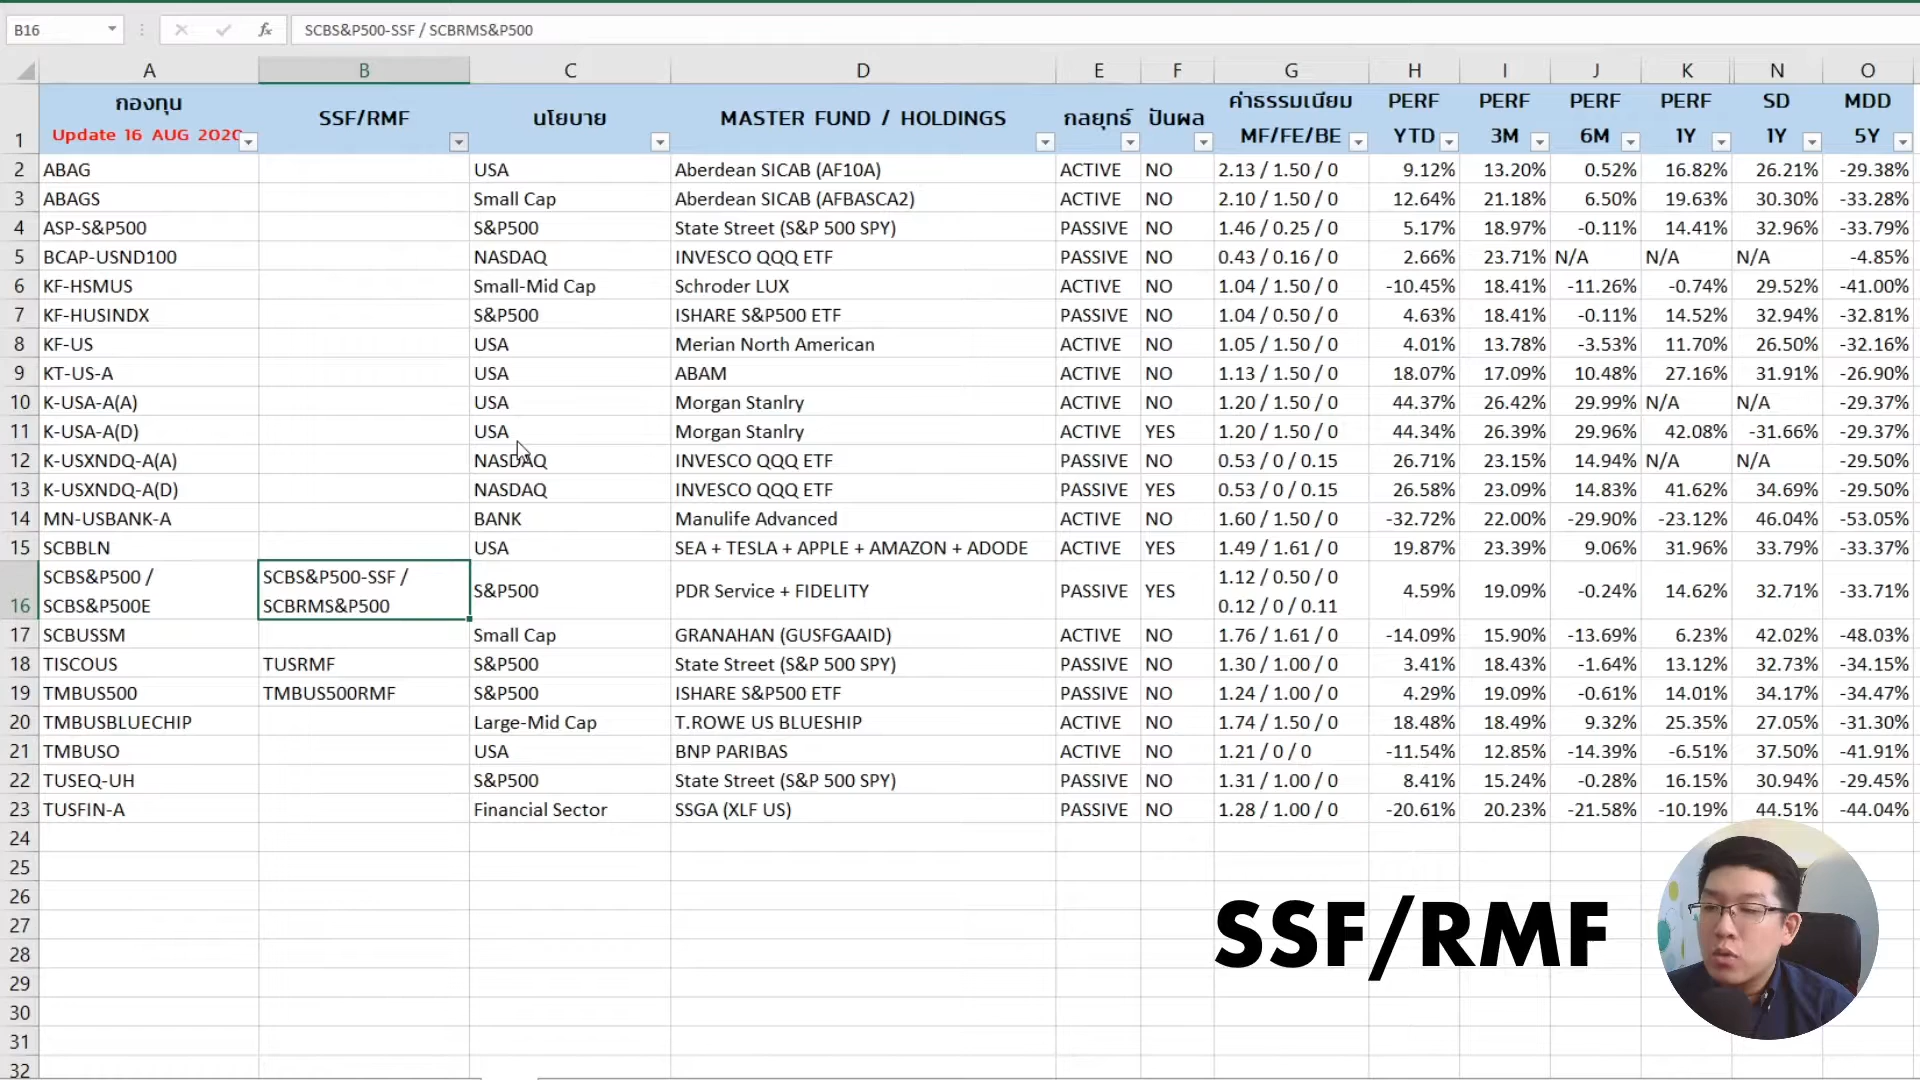 B16 fx SCBS&P500-SSF / SCBRMS&P500
A B C D E F G H I J K N O
1 กองทุน Update 16 AUG 2020 SSF/RMF นโยบาย MASTER FUND / HOLDINGS กลยุทธ์ ปันผล ค่าธรรมเนียม MF/FE/BE PERF YTD PERF 3M PERF 6M PERF 1Y SD 1Y MDD 5Y
2 ABAG USA Aberdean SICAB (AF10A) ACTIVE NO 2.13 / 1.50 / 0 9.12% 13.20% 0.52% 16.82% 26.21% -29.38%
3 ABAGS Small Cap Aberdean SICAB (AFBASCA2) ACTIVE NO 2.10 / 1.50 / 0 12.64% 21.18% 6.50% 19.63% 30.30% -33.28%
4 ASP-S&P500 S&P500 State Street (S&P 500 SPY) PASSIVE NO 1.46 / 0.25 / 0 5.17% 18.97% -0.11% 14.41% 32.96% -33.79%
5 BCAP-USND100 NASDAQ INVESCO QQQ ETF PASSIVE NO 0.43 / 0.16 / 0 2.66% 23.71% N/A N/A N/A -4.85%
6 KF-HSMUS Small-Mid Cap Schroder LUX ACTIVE NO 1.04 / 1.50 / 0 -10.45% 18.41% -11.26% -0.74% 29.52% -41.00%
7 KF-HUSINDX S&P500 ISHARE S&P500 ETF PASSIVE NO 1.04 / 0.50 / 0 4.63% 18.41% -0.11% 14.52% 32.94% -32.81%
8 KF-US USA Merian North American ACTIVE NO 1.05 / 1.50 / 0 4.01% 13.78% -3.53% 11.70% 26.50% -32.16%
9 KT-US-A USA ABAM ACTIVE NO 1.13 / 1.50 / 0 18.07% 17.09% 10.48% 27.16% 31.91% -26.90%
10 K-USA-A(A) USA Morgan Stanlry ACTIVE NO 1.20 / 1.50 / 0 44.37% 26.42% 29.99% N/A N/A -29.37%
11 K-USA-A(D) USA Morgan Stanlry ACTIVE YES 1.20 / 1.50 / 0 44.34% 26.39% 29.96% 42.08% -31.66% -29.37%
12 K-USXNDQ-A(A) NASDAQ INVESCO QQQ ETF PASSIVE NO 0.53 / 0 / 0.15 26.71% 23.15% 14.94% N/A N/A -29.50%
13 K-USXNDQ-A(D) NASDAQ INVESCO QQQ ETF PASSIVE YES 0.53 / 0 / 0.15 26.58% 23.09% 14.83% 41.62% 34.69% -29.50%
14 MN-USBANK-A BANK Manulife Advanced ACTIVE NO 1.60 / 1.50 / 0 -32.72% 22.00% -29.90% -23.12% 46.04% -53.05%
15 SCBBLN USA SEA + TESLA + APPLE + AMAZON + ADODE ACTIVE YES 1.49 / 1.61 / 0 19.87% 23.39% 9.06% 31.96% 33.79% -33.37%
16 SCBS&P500 / SCBS&P500E SCBS&P500-SSF / SCBRMS&P500 S&P500 PDR Service + FIDELITY PASSIVE YES 1.12 / 0.50 / 0 0.12 / 0 / 0.11 4.59% 19.09% -0.24% 14.62% 32.71% -33.71%
17 SCBUSSM Small Cap GRANAHAN (GUSFGAAID) ACTIVE NO 1.76 / 1.61 / 0 -14.09% 15.90% -13.69% 6.23% 42.02% -48.03%
18 TISCOUS TUSRMF S&P500 State Street (S&P 500 SPY) PASSIVE NO 1.30 / 1.00 / 0 3.41% 18.43% -1.64% 13.12% 32.73% -34.15%
19 TMBUS500 TMBUS500RMF S&P500 ISHARE S&P500 ETF PASSIVE NO 1.24 / 1.00 / 0 4.29% 19.09% -0.61% 14.01% 34.17% -34.47%
20 TMBUSBLUECHIP Large-Mid Cap T.ROWE US BLUESHIP ACTIVE NO 1.74 / 1.50 / 0 18.48% 18.49% 9.32% 25.35% 27.05% -31.30%
21 TMBUSO USA BNP PARIBAS ACTIVE NO 1.21 / 0 / 0 -11.54% 12.85% -14.39% -6.51% 37.50% -41.91%
22 TUSEQ-UH S&P500 State Street (S&P 500 SPY) PASSIVE NO 1.31 / 1.00 / 0 8.41% 15.24% -0.28% 16.15% 30.94% -29.45%
23 TUSFIN-A Financial Sector SSGA (XLF US) PASSIVE NO 1.28 / 1.00 / 0 -20.61% 20.23% -21.58% -10.19% 44.51% -44.04%
24
25
26
27
SSF/RMF
28
29
30
31
32